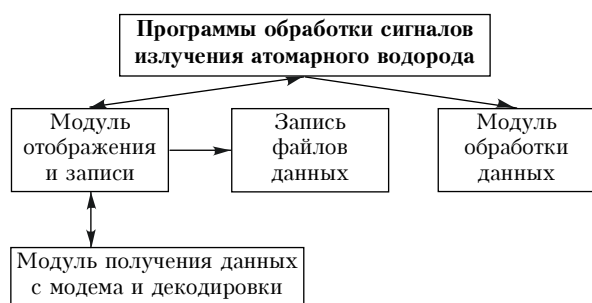 Программы обработки сигналов
излучения атомарного водорода
Модуль
отображения
и записи
Запись
файлов
данных
Модуль
обработки
данных
Модуль получения данных
с модема и декодировки